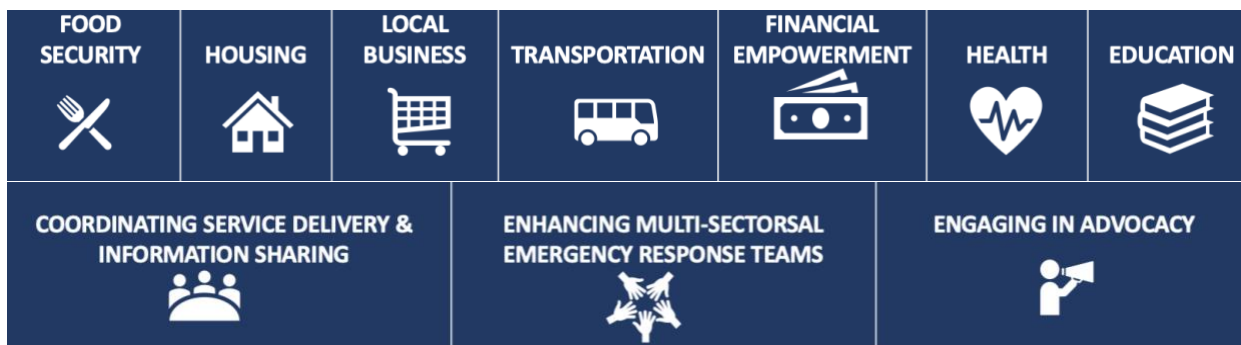 FOOD
SECURITY
HOUSING
LOCAL
BUSINESS
TRANSPORTATION
FINANCIAL
EMPOWERMENT
HEALTH
EDUCATION
COORDINATING SERVICE DELIVERY &
INFORMATION SHARING
ENHANCING MULTI-SECTORSAL
EMERGENCY RESPONSE TEAMS
ENGAGING IN ADVOCACY